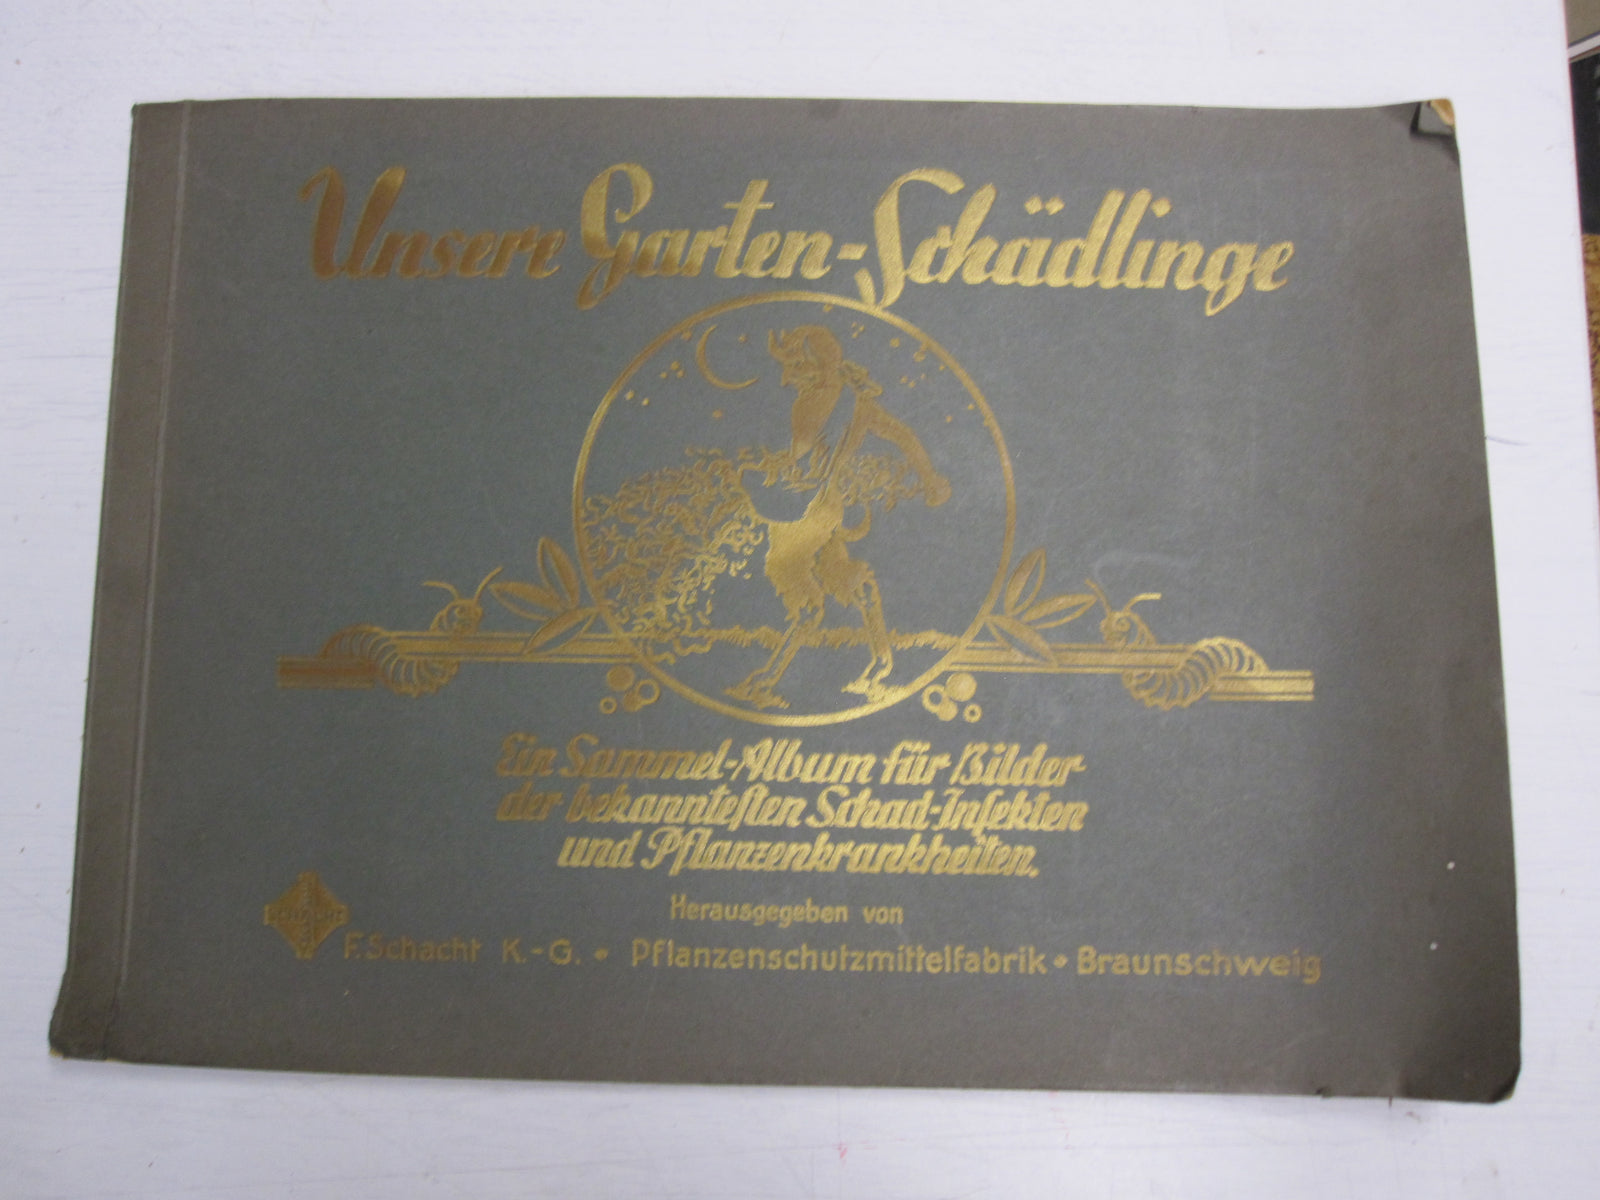 Unsere Garten-Schädlinge
Ein Sammel-Album für Bilder
der bekanntesten Schad-Insekten
und Pflanzenkrankheiten.
Herausgegeben von
SCHACHT
F. Schacht K.-G. • Pflanzenschutzmittelfabrik • Braunschweig